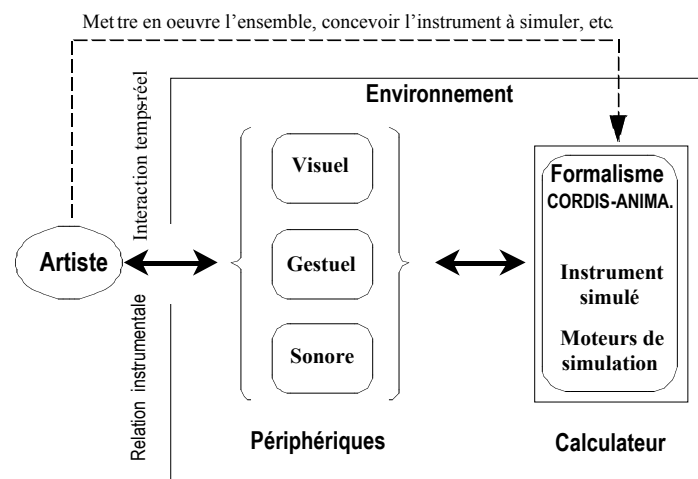 Mettre en oeuvre l'ensemble, concevoir l'instrument à simuler, etc.
Environnement
Interaction temps-réel
Relation instrumentale
Artiste
Visuel
Gestuel
Sonore
Périphériques
Formalisme
CORDIS-ANIMA.
Instrument
simulé
Moteurs de
simulation
Calculateur